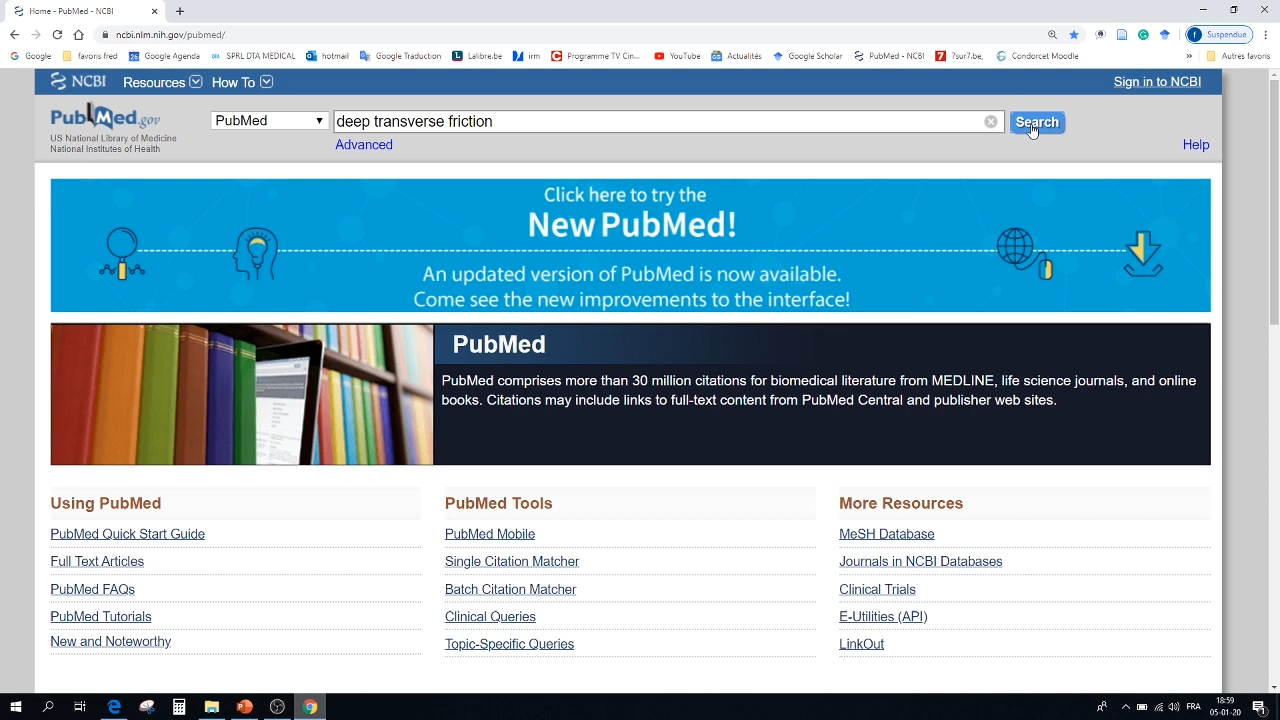 Home - PubMed - NCBI
ncbi.nlm.nih.gov/pubmed/
Suspendue
Google
favoris fred
Google Agenda
SPRL DTA MEDICAL
hotmail
Google Traduction
Lalibre.be
irm
Programme TV Cin...
YouTube
Actualités
Google Scholar
PubMed - NCBI
7sur7.be,
Condorcet Moodle
»
Autres favoris
NCBI Resources How To
Sign in to NCBI
PubMed.gov
US National Library of Medicine
National Institutes of Health
PubMed
deep transverse friction
Search
Advanced
Help
Click here to try the
New PubMed!
An updated version of PubMed is now available.
Come see the new improvements to the interface!
PubMed
PubMed comprises more than 30 million citations for biomedical literature from MEDLINE, life science journals, and online
books. Citations may include links to full-text content from PubMed Central and publisher web sites.
Using PubMed
PubMed Quick Start Guide
Full Text Articles
PubMed FAQs
PubMed Tutorials
New and Noteworthy
PubMed Tools
PubMed Mobile
Single Citation Matcher
Batch Citation Matcher
Clinical Queries
Topic-Specific Queries
More Resources
MeSH Database
Journals in NCBI Databases
Clinical Trials
E-Utilities (API)
LinkOut
FRA
18:59
05-01-20